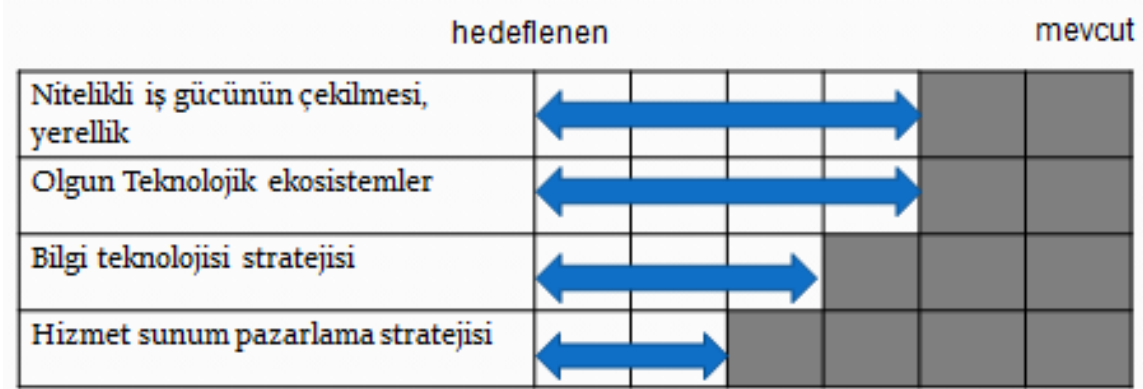 hedeflenen
mevcut
Nitelikli iş gücünün çekilmesi,
yerellik
Olgun Teknolojik ekosistemler
Bilgi teknolojisi stratejisi
Hizmet sunum pazarlama stratejisi